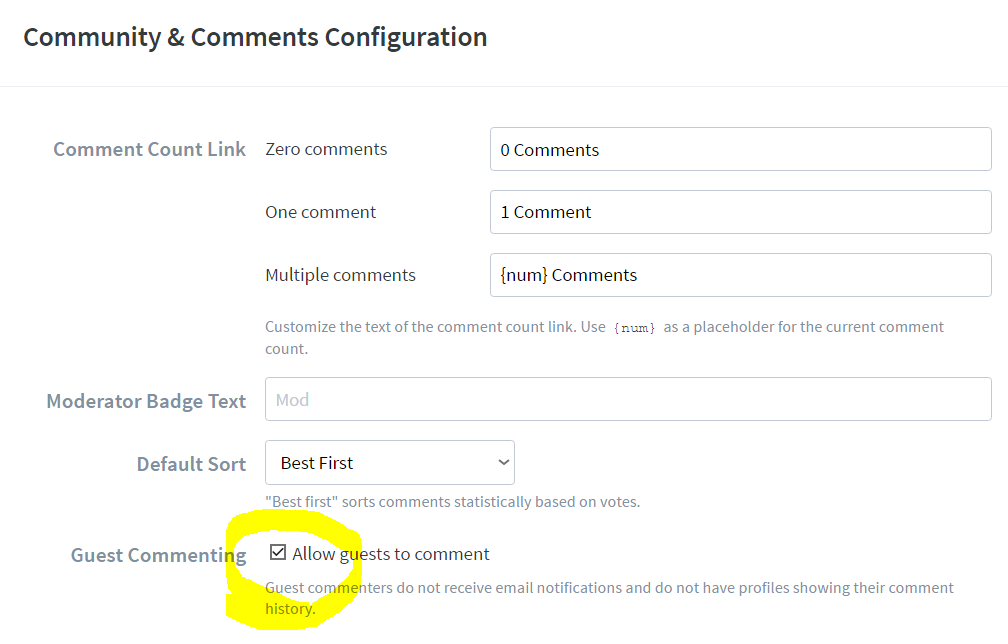 Community & Comments Configuration
Comment Count Link
Zero comments
0 Comments
One comment
1 Comment
Multiple comments
{num} Comments
Customize the text of the comment count link. Use {num} as a placeholder for the current comment
count.
Moderator Badge Text
Mod
Default Sort
Best First
"Best first" sorts comments statistically based on votes.
Guest Commenting
Allow guests to comment
Guest commenters do not receive email notifications and do not have profiles showing their comment
history.